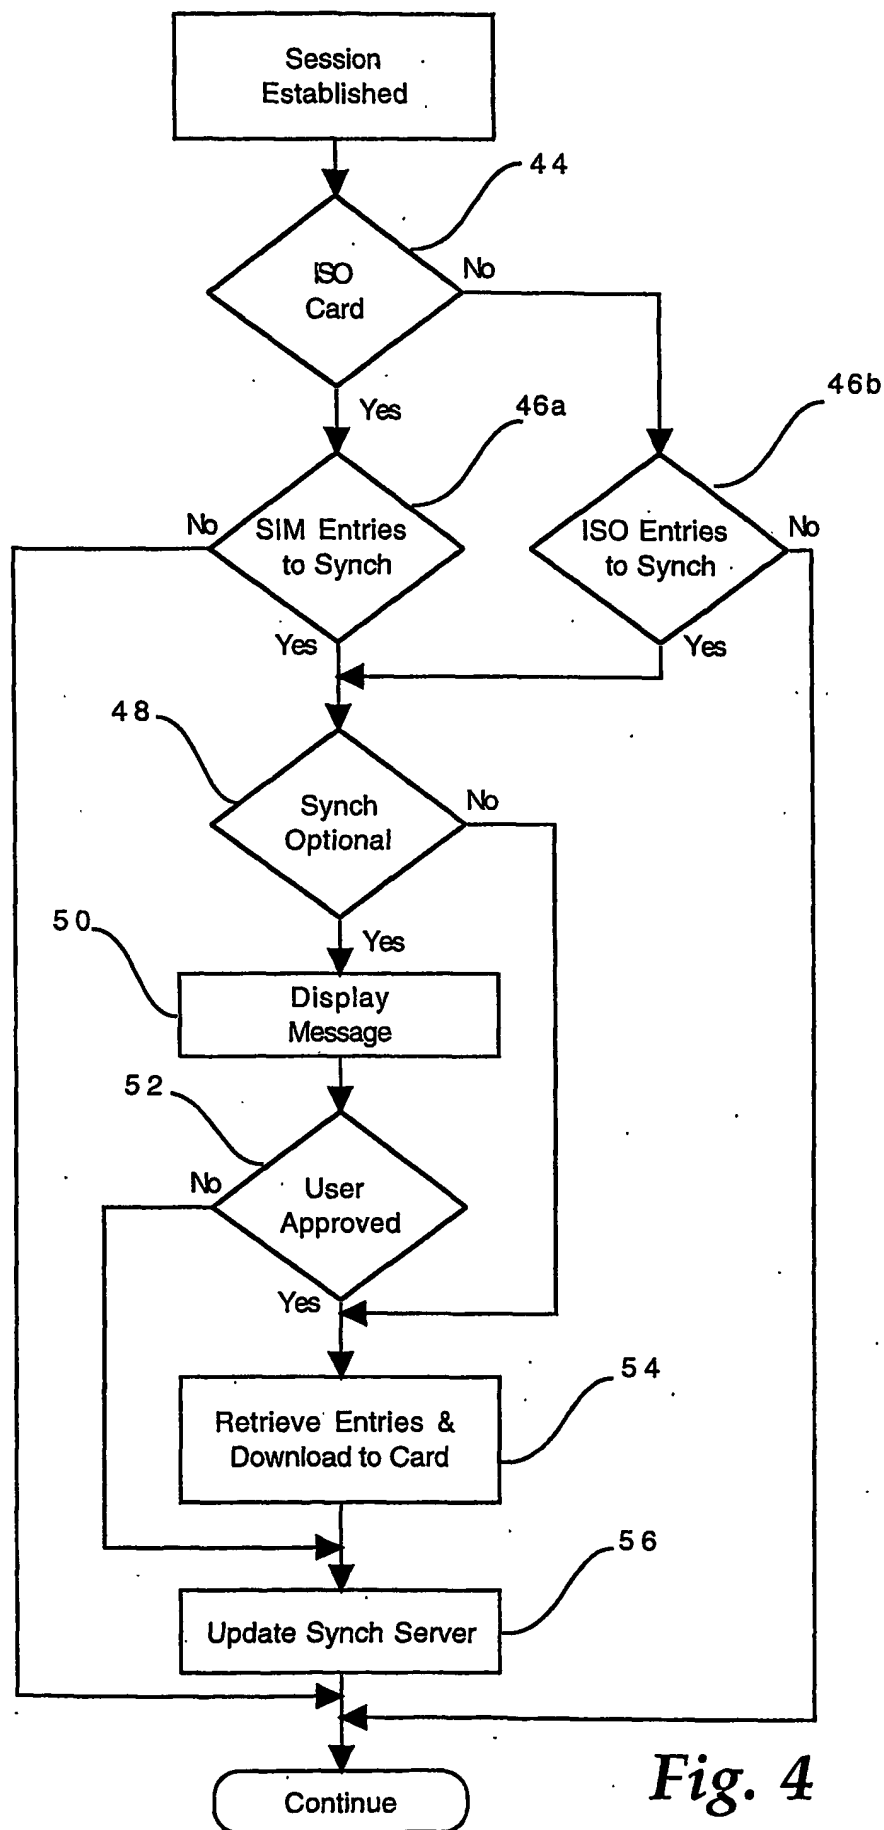 Session
Established
44
ISO
Card
No
Yes
46a
46b
No
SIM Entries
to Synch
ISO Entries
to Synch
No
Yes
Yes
48
Synch
Optional
No
50
Yes
Display
Message
52
No
User
Approved
Yes
54
Retrieve Entries &
Download to Card
56
Update Synch Server
Continue
Fig. 4